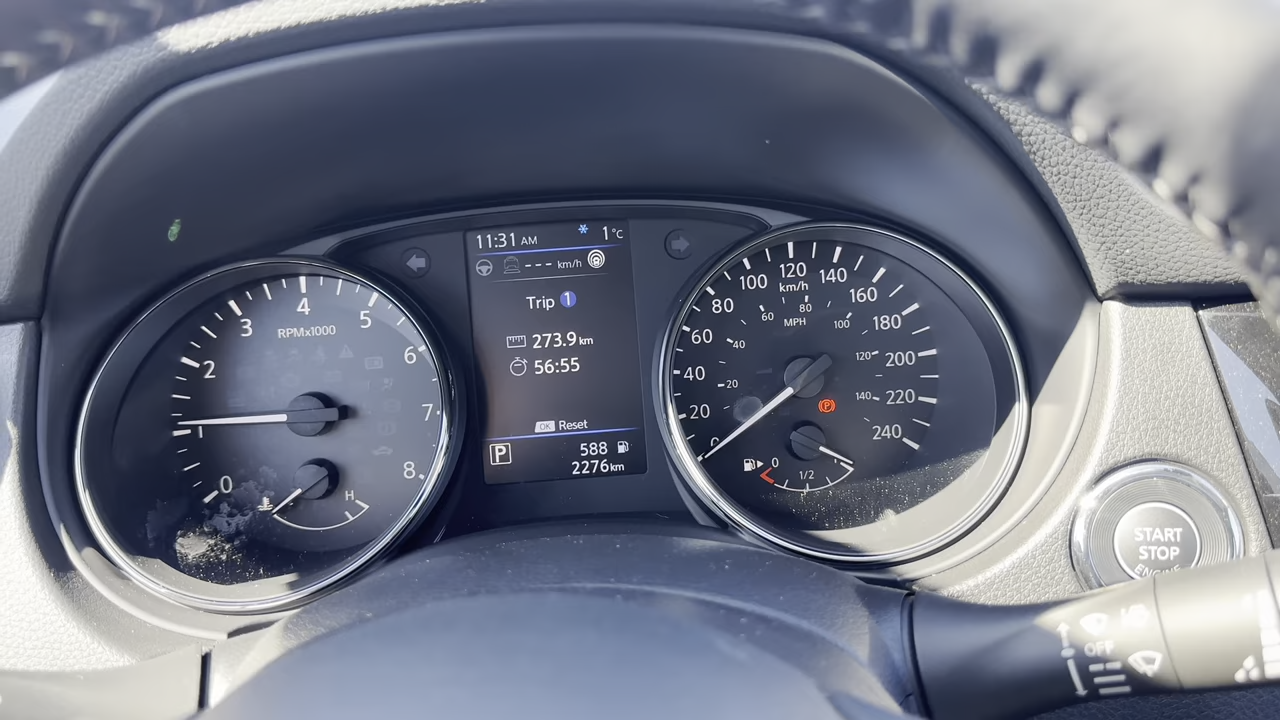 11:31 AM
1°C
--- km/h
Trip 1
273.9 km
56:55
OK Reset
P
588
2276 km
0
1
2
3
4
5
6
7
8
RPMx1000
H
0
20
40
60
80
100
120
140
160
180
200
220
240
km/h
20
40
60
80
100
120
140
MPH
(P)
0
1/2
START
STOP
ENGINE
OFF